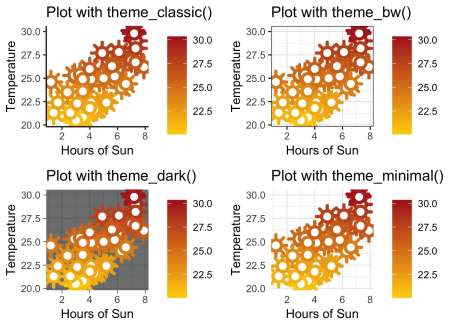 Plot with theme_classic()
Temperature
30.0
27.5
25.0
22.5
20.0
2 4 6 8
Hours of Sun
30.0
27.5
25.0
22.5
Plot with theme_bw()
Temperature
30.0
27.5
25.0
22.5
20.0
2 4 6 8
Hours of Sun
30.0
27.5
25.0
22.5
Plot with theme_dark()
Temperature
30.0
27.5
25.0
22.5
20.0
2 4 6 8
Hours of Sun
30.0
27.5
25.0
22.5
Plot with theme_minimal()
Temperature
30.0
27.5
25.0
22.5
20.0
2 4 6 8
Hours of Sun
30.0
27.5
25.0
22.5